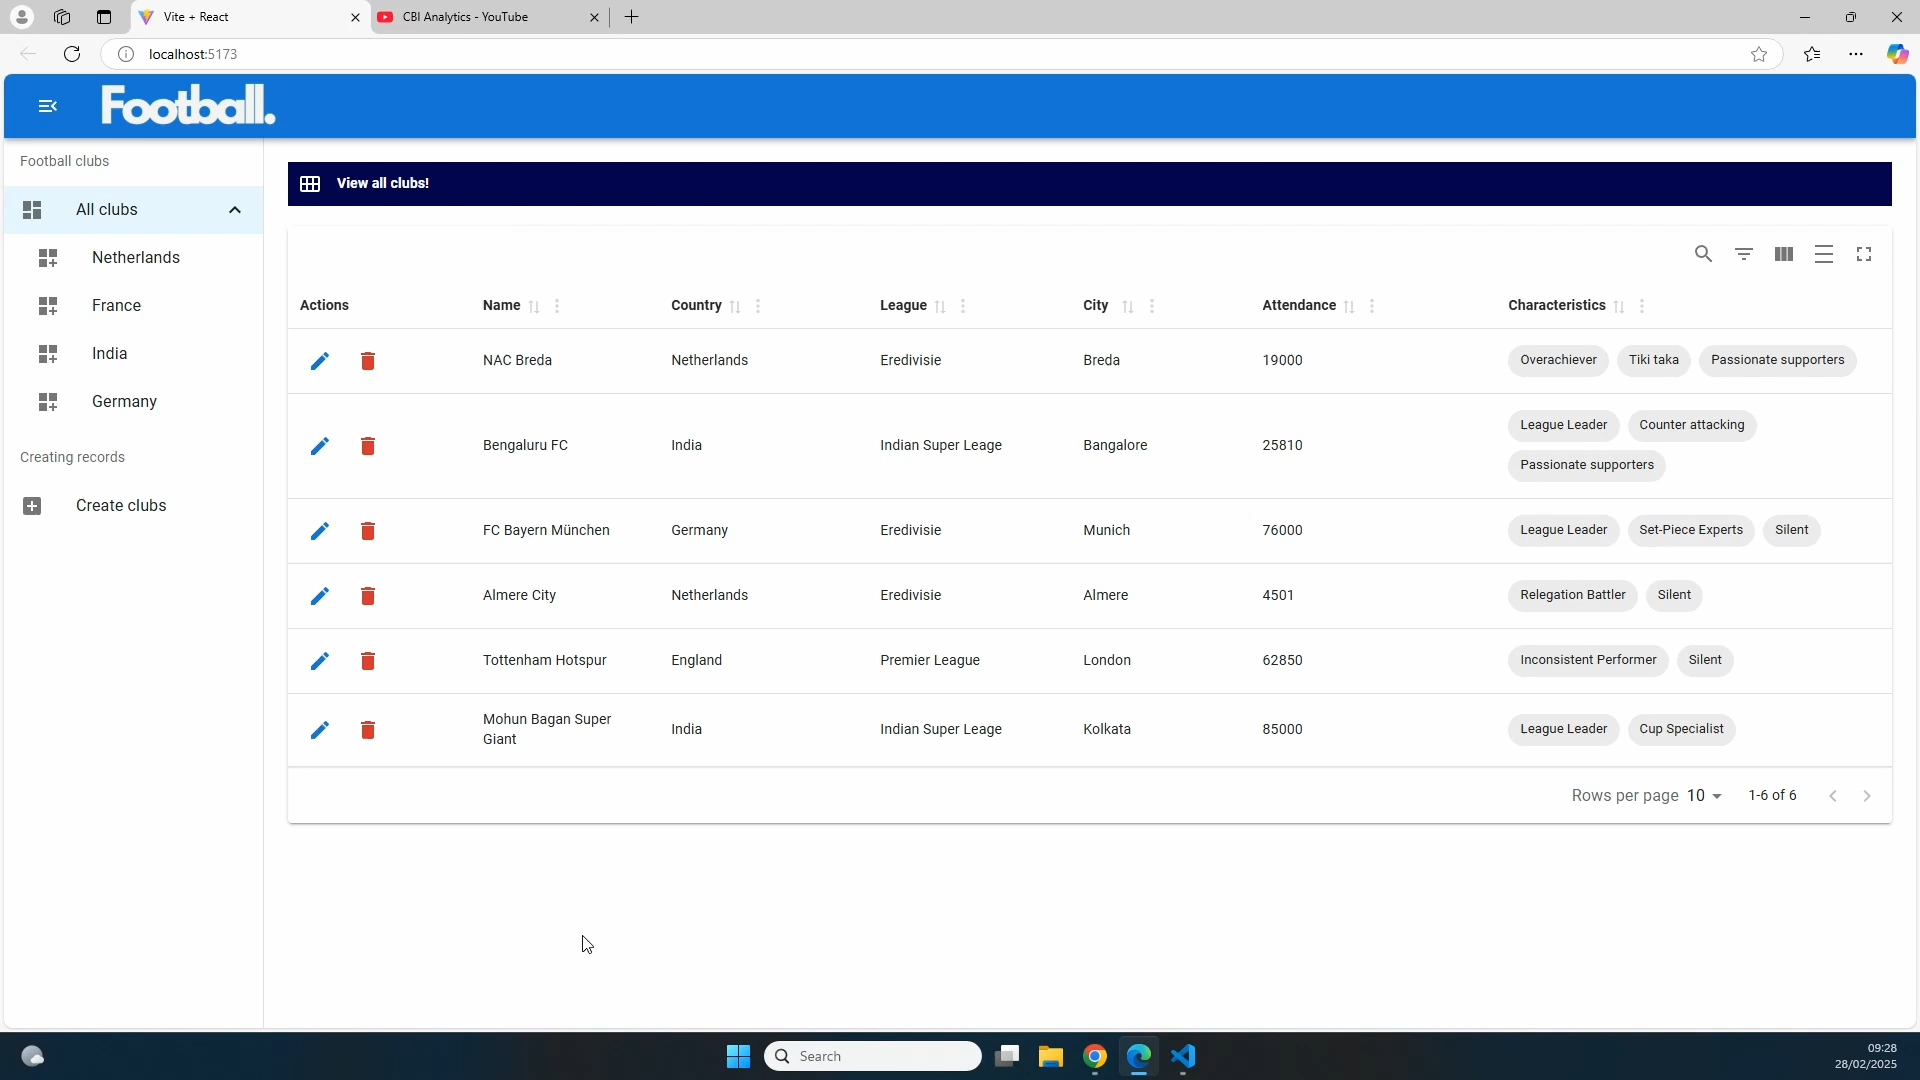 Vite + React
CBI Analytics - YouTube
localhost:5173
Football.
Football clubs
All clubs
Netherlands
France
India
Germany
Creating records
Create clubs
View all clubs!
Actions Name Country League City Attendance Characteristics
NAC Breda Netherlands Eredivisie Breda 19000 Overachiever Tiki taka Passionate supporters
Bengaluru FC India Indian Super Leage Bangalore 25810 League Leader Counter attacking
Passionate supporters
FC Bayern München Germany Eredivisie Munich 76000 League Leader Set-Piece Experts Silent
Almere City Netherlands Eredivisie Almere 4501 Relegation Battler Silent
Tottenham Hotspur England Premier League London 62850 Inconsistent Performer Silent
Mohun Bagan Super
Giant India Indian Super Leage Kolkata 85000 League Leader Cup Specialist
Rows per page 10 1-6 of 6
Search
09:28
28/02/2025